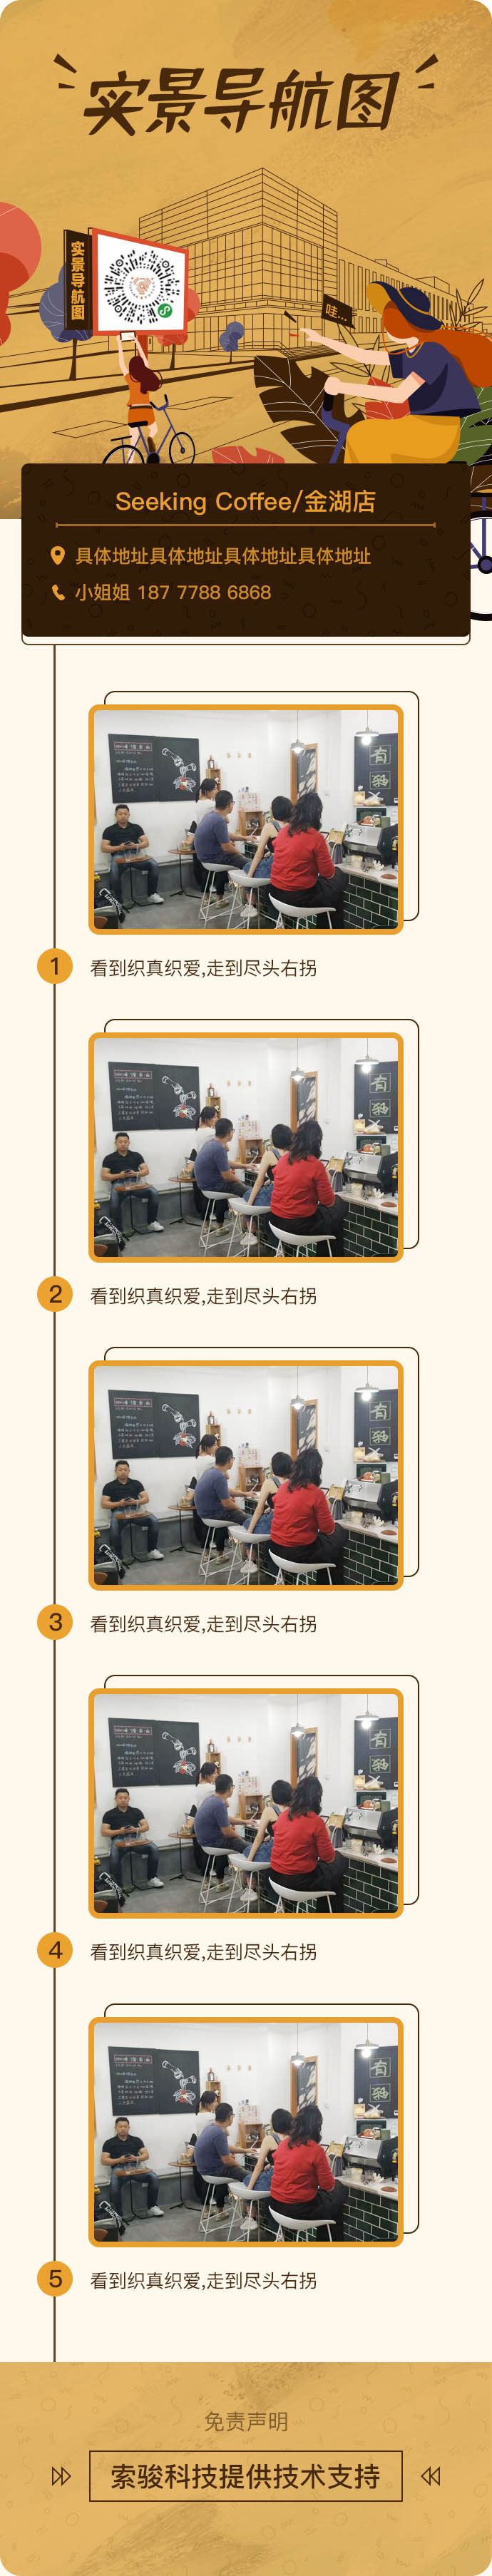 实景导航图
实景导航图
哇...
Seeking Coffee/金湖店
具体地址具体地址具体地址具体地址
小姐姐 187 7788 6868
有
1
看到织真织爱,走到尽头右拐
有
2
看到织真织爱,走到尽头右拐
有
3
看到织真织爱,走到尽头右拐
有
4
看到织真织爱,走到尽头右拐
有
5
看到织真织爱,走到尽头右拐
免责声明
索骏科技提供技术支持